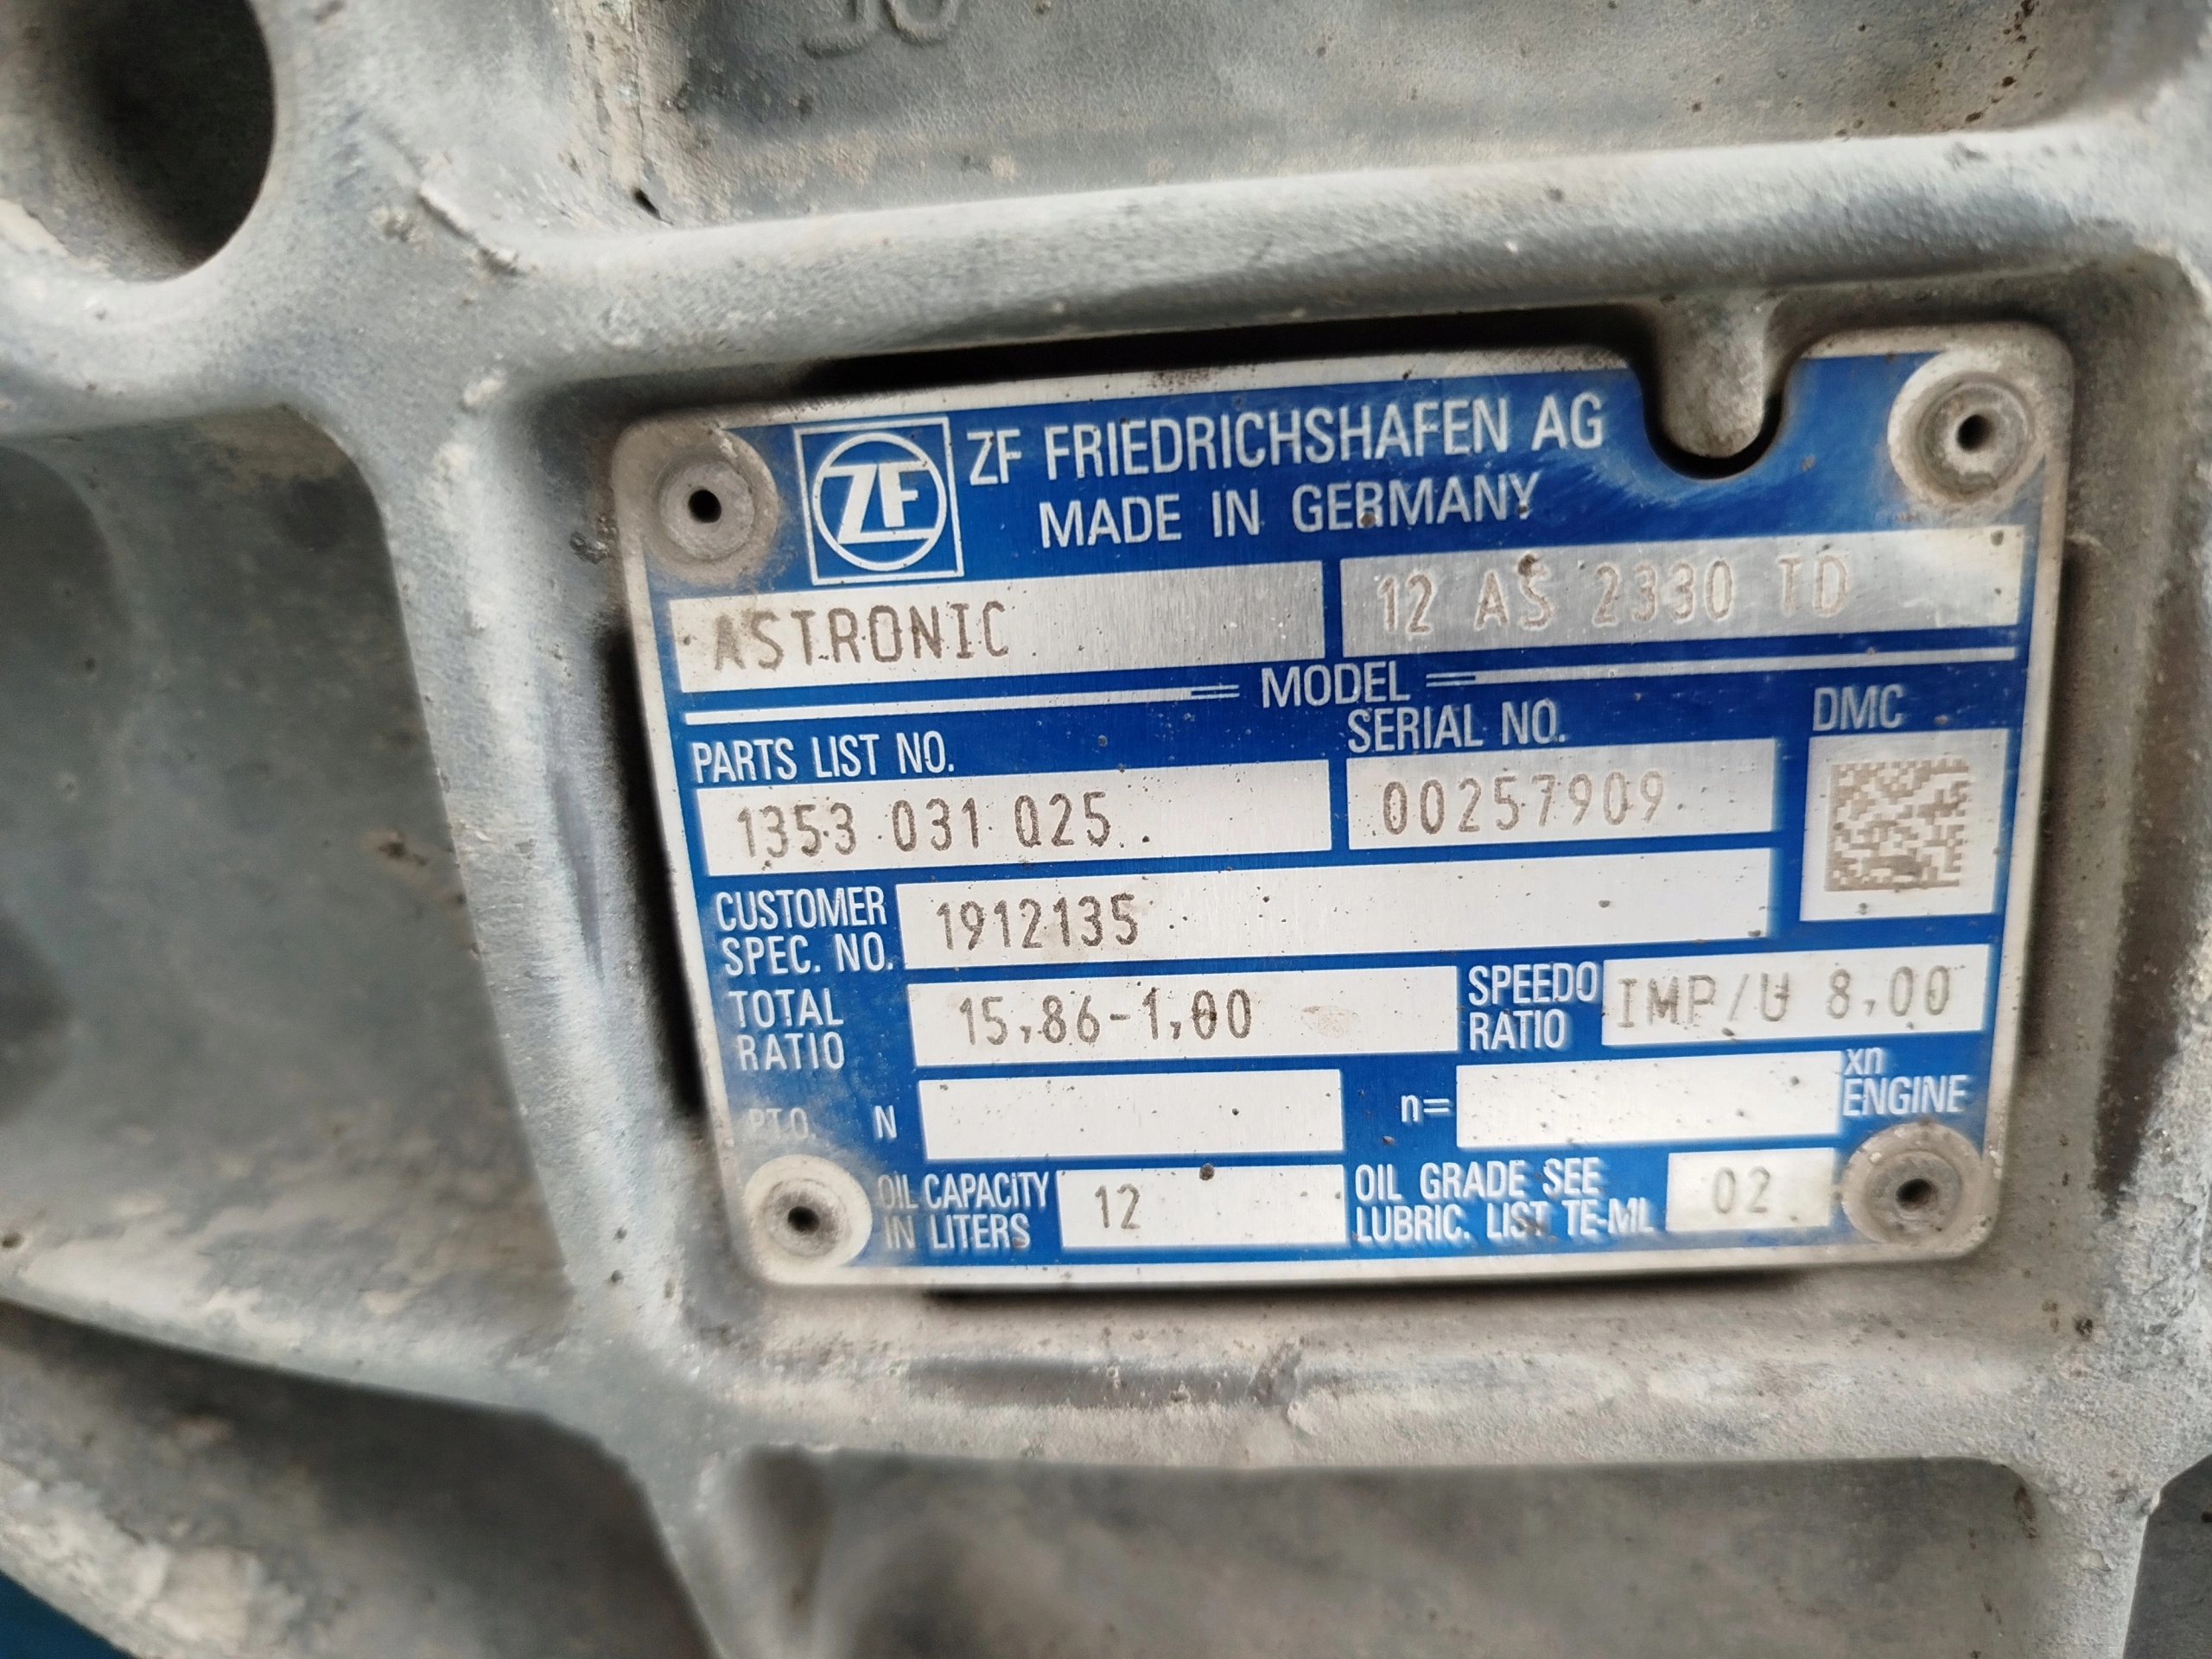 ZF
ZF FRIEDRICHSHAFEN AG
MADE IN GERMANY
ASTRONIC
12 AS 2330 TD
MODEL
PARTS LIST NO.
SERIAL NO.
DMC
1353 031 025
00257909
CUSTOMER
SPEC. NO.
1912135
TOTAL
RATIO
15,86-1,00
SPEEDO
RATIO
IMP/U 8,00
P.T.O. N
n=
xn
ENGINE
OIL CAPACITY
IN LITERS
12
OIL GRADE SEE
LUBRIC. LIST TE-ML
02